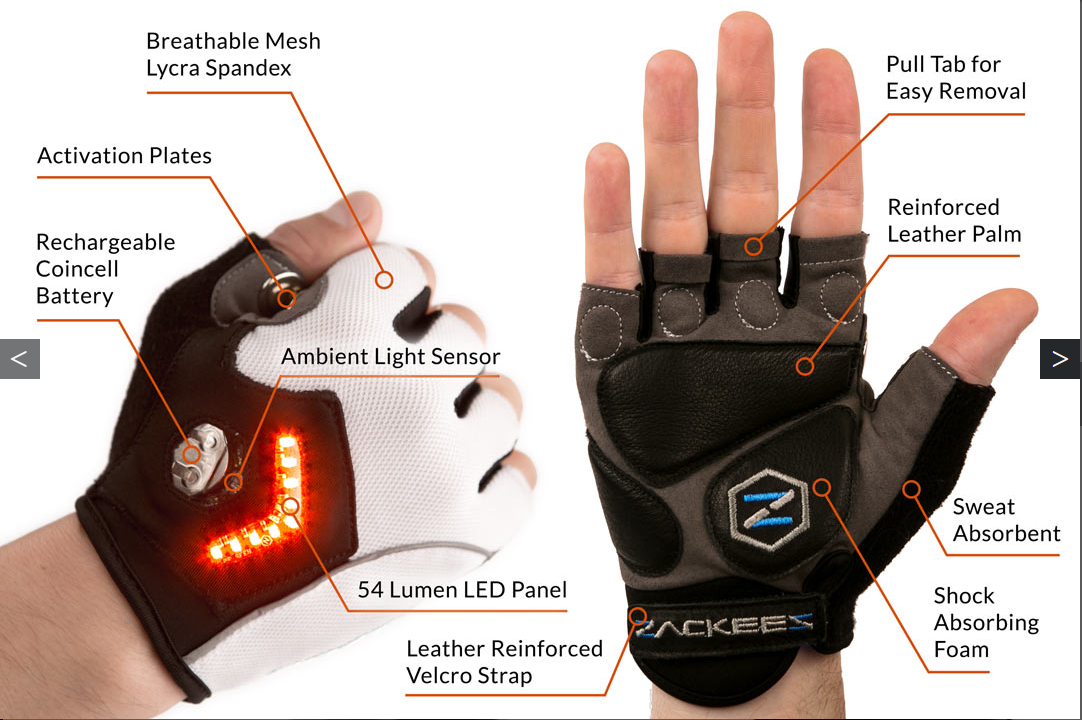 Breathable Mesh
Lycra Spandex
Pull Tab for
Easy Removal
Activation Plates
Reinforced
Leather Palm
Rechargeable
Coincell
Battery
Ambient Light Sensor
<
>
Sweat
Absorbent
54 Lumen LED Panel
Shock
Absorbing
Foam
ZACKEES
Leather Reinforced
Velcro Strap